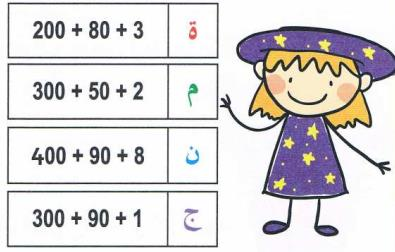 200 + 80 + 3 ة
300 + 50 + 2 م
400 + 90 + 8 ن
300 + 90 + 1 ج